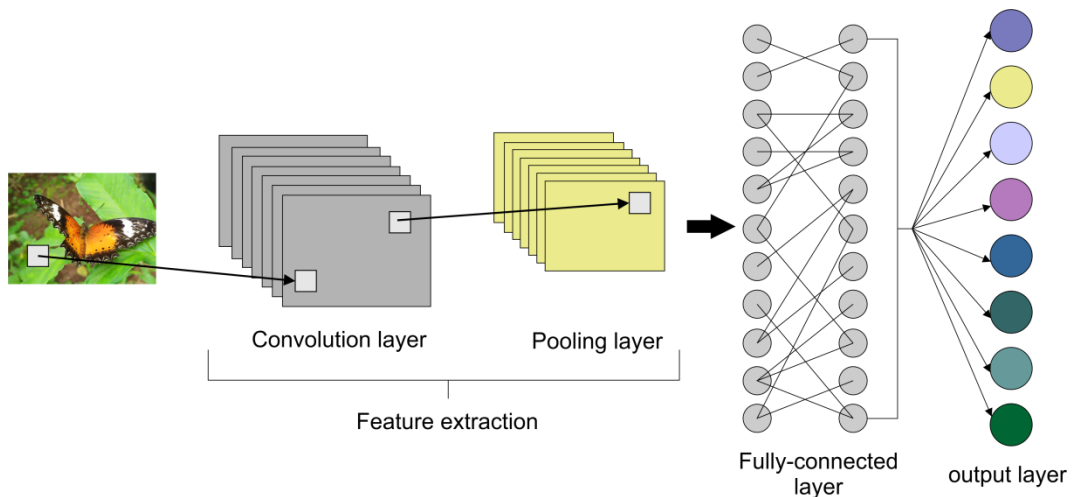 Convolution layer
Pooling layer
Feature extraction
Fully-connected
layer
output layer